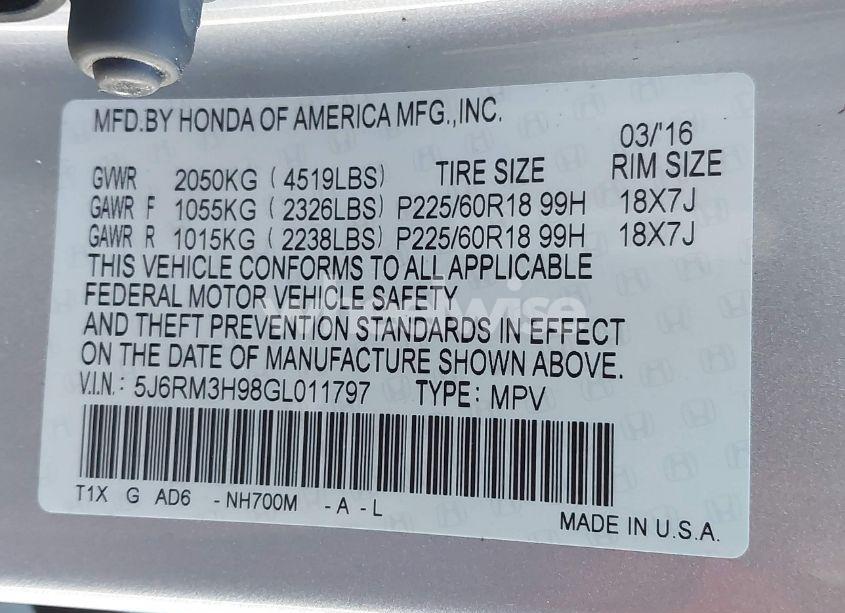 MFD.BY HONDA OF AMERICA MFG.,INC.
03/'16
GVWR 2050KG ( 4519LBS) TIRE SIZE RIM SIZE
GAWR F 1055KG ( 2326LBS) P225/60R18 99H 18X7J
GAWR R 1015KG ( 2238LBS) P225/60R18 99H 18X7J
THIS VEHICLE CONFORMS TO ALL APPLICABLE
FEDERAL MOTOR VEHICLE SAFETY
AND THEFT PREVENTION STANDARDS IN EFFECT
ON THE DATE OF MANUFACTURE SHOWN ABOVE.
V.I.N.: 5J6RM3H98GL011797 TYPE: MPV
T1X G AD6 -NH700M -A -L
MADE IN U.S.A.